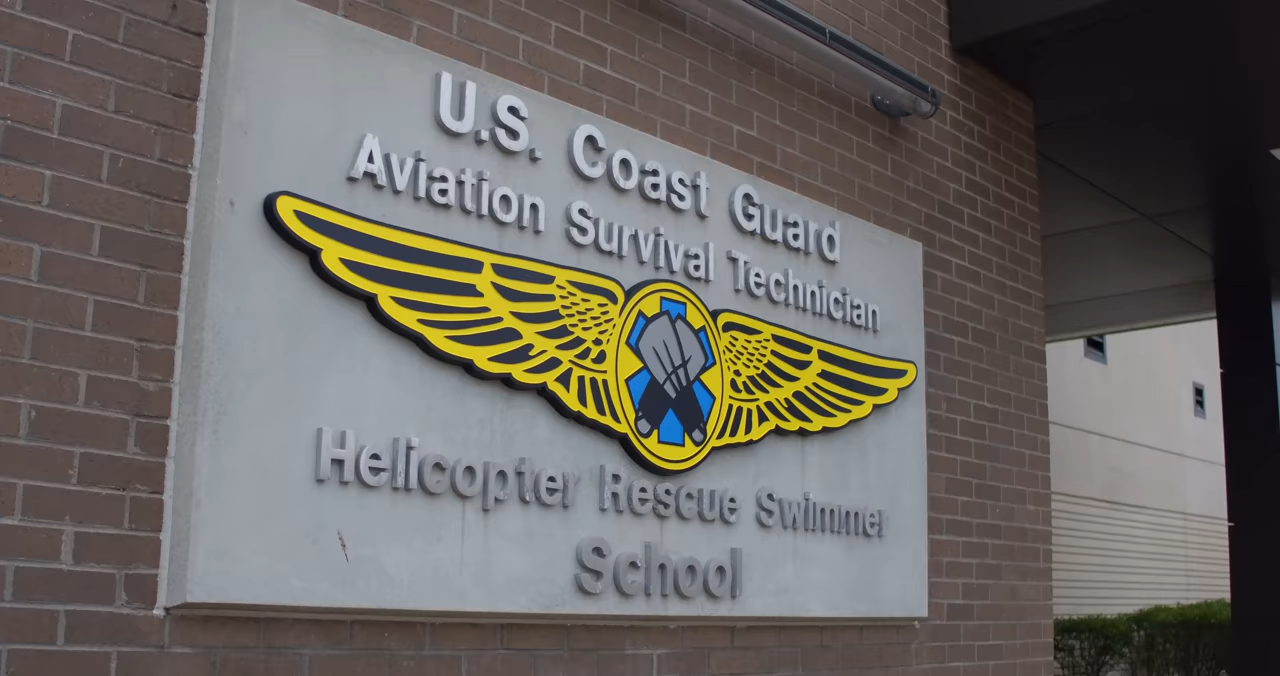 U.S. Coast Guard
Aviation Survival Technician
Helicopter Rescue Swimmer
School